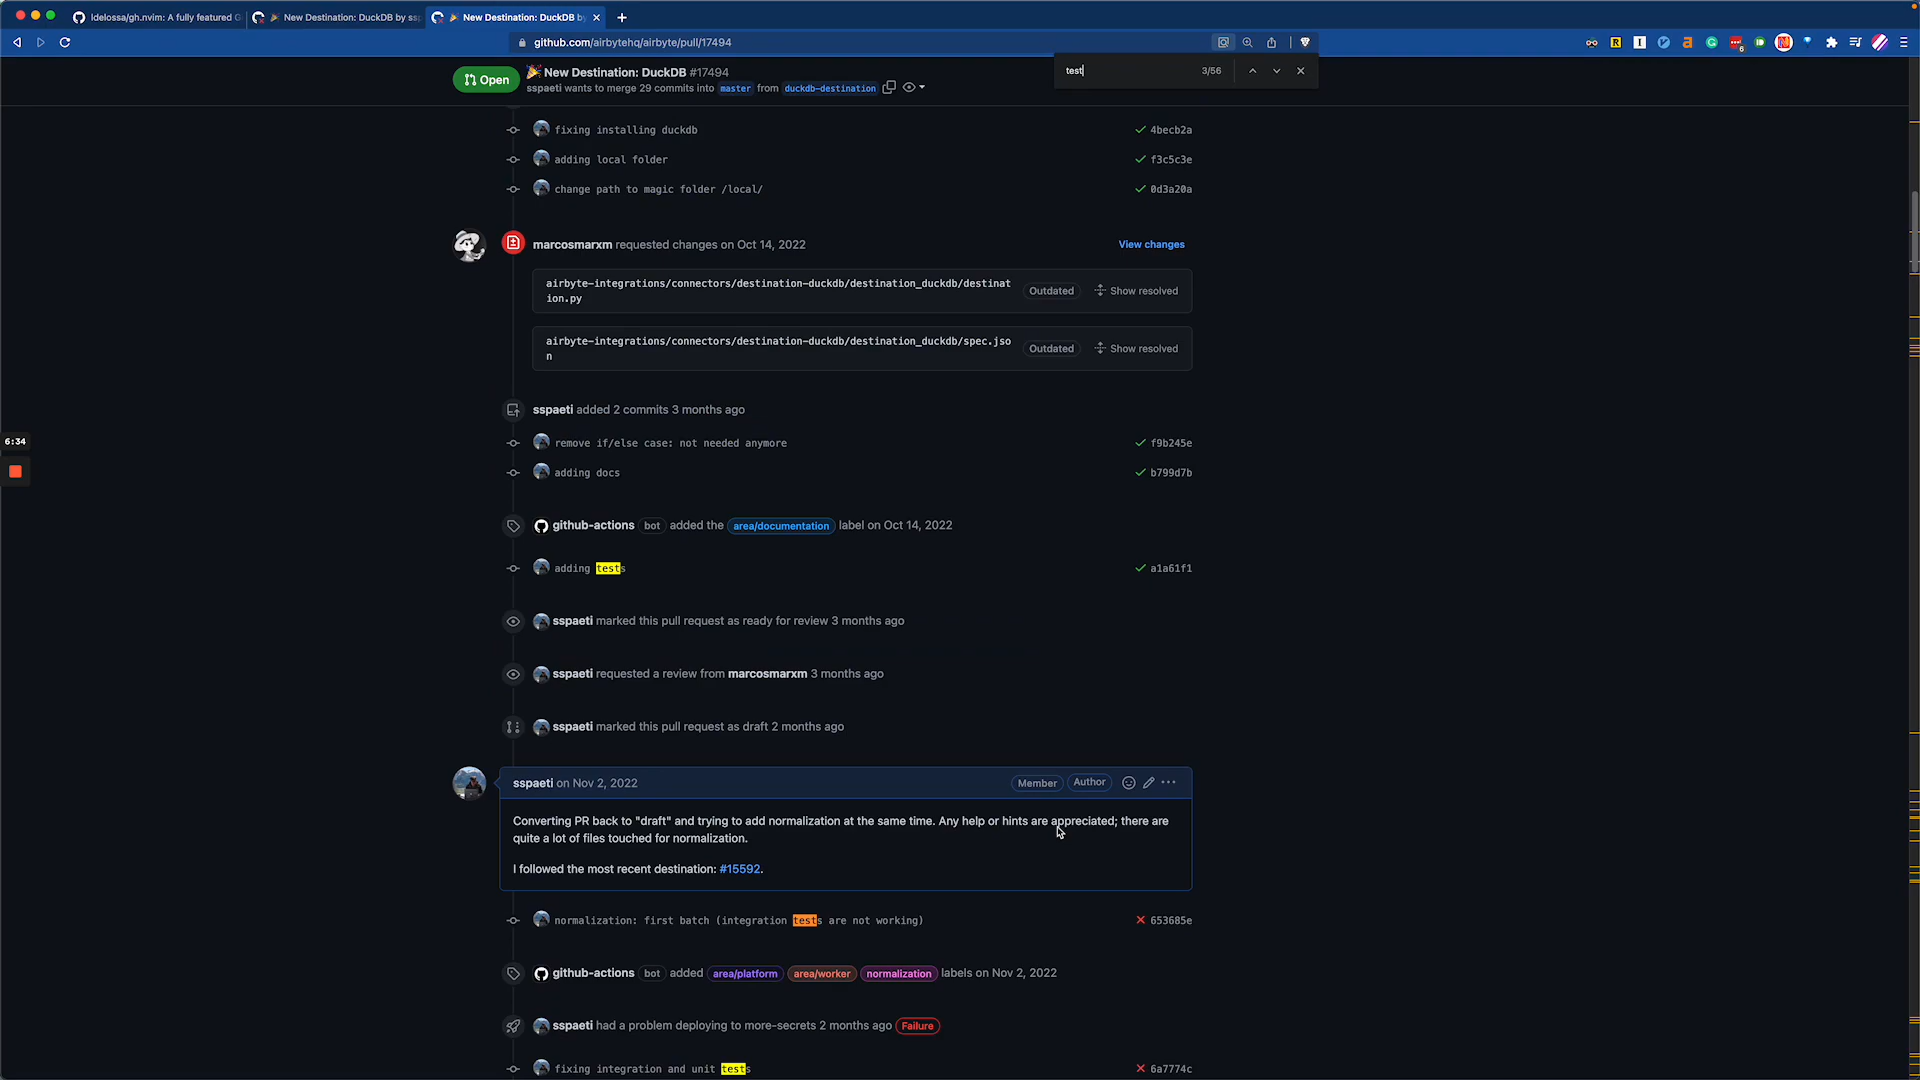 ldelossa/gh.nvim: A fully featured G
New Destination: DuckDB by ssp
New Destination: DuckDB by
github.com/airbytehq/airbyte/pull/17494
test
3/56
Open
New Destination: DuckDB #17494
sspaeti wants to merge 29 commits into master from duckdb-destination
fixing installing duckdb
4becb2a
adding local folder
f3c5c3e
change path to magic folder /local/
0d3a20a
marcosmarxm requested changes on Oct 14, 2022
View changes
airbyte-integrations/connectors/destination-duckdb/destination_duckdb/destinat
ion.py
Outdated
Show resolved
airbyte-integrations/connectors/destination-duckdb/destination_duckdb/spec.jso
n
Outdated
Show resolved
sspaeti added 2 commits 3 months ago
6:34
remove if/else case: not needed anymore
f9b245e
adding docs
b799d7b
github-actions bot added the area/documentation label on Oct 14, 2022
adding tests
a1a61f1
sspaeti marked this pull request as ready for review 3 months ago
sspaeti requested a review from marcosmarxm 3 months ago
sspaeti marked this pull request as draft 2 months ago
sspaeti on Nov 2, 2022
Member
Author
Converting PR back to "draft" and trying to add normalization at the same time. Any help or hints are appreciated; there are
quite a lot of files touched for normalization.
I followed the most recent destination: #15592.
normalization: first batch (integration tests are not working)
653685e
github-actions bot added area/platform area/worker normalization labels on Nov 2, 2022
sspaeti had a problem deploying to more-secrets 2 months ago Failure
fixing integration and unit tests
6a7774c